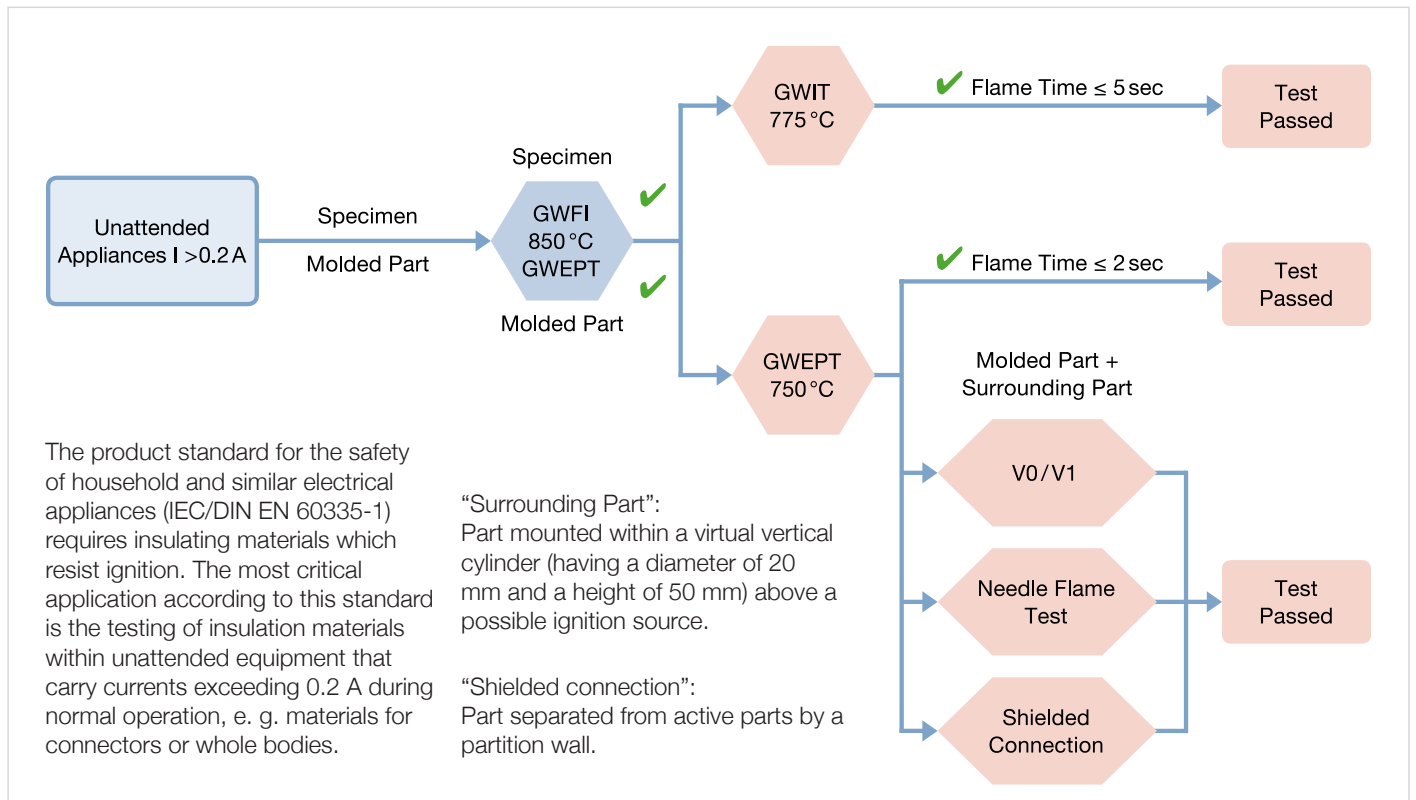 GWIT
775 °C
✔ Flame Time ≤ 5 sec
Test
Passed
Specimen
Unattended
Appliances I >0.2 A
Specimen
Molded Part
GWFI
850 °C
GWEPT
Molded Part
✔
✔
✔ Flame Time ≤ 2 sec
Test
Passed
GWEPT
750 °C
Molded Part +
Surrounding Part
V0 / V1
Needle Flame
Test
Shielded
Connection
Test
Passed
The product standard for the safety
of household and similar electrical
appliances (IEC/DIN EN 60335-1)
requires insulating materials which
resist ignition. The most critical
application according to this standard
is the testing of insulation materials
within unattended equipment that
carry currents exceeding 0.2 A during
normal operation, e. g. materials for
connectors or whole bodies.
“Surrounding Part”:
Part mounted within a virtual vertical
cylinder (having a diameter of 20
mm and a height of 50 mm) above a
possible ignition source.
“Shielded connection”:
Part separated from active parts by a
partition wall.